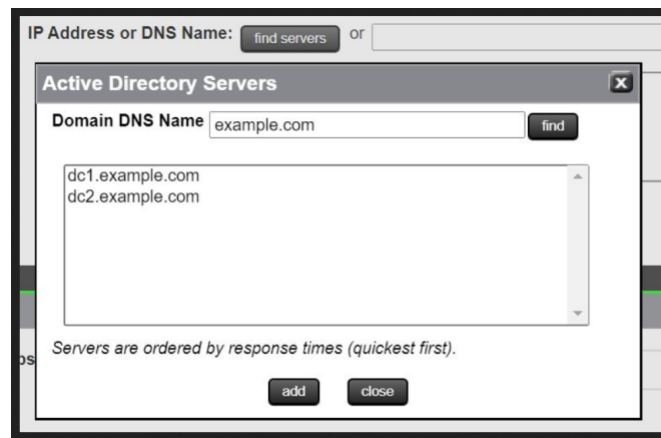 IP Address or DNS Name: find servers or
Active Directory Servers x
Domain DNS Name example.com find
dc1.example.com
dc2.example.com
Servers are ordered by response times (quickest first).
add close